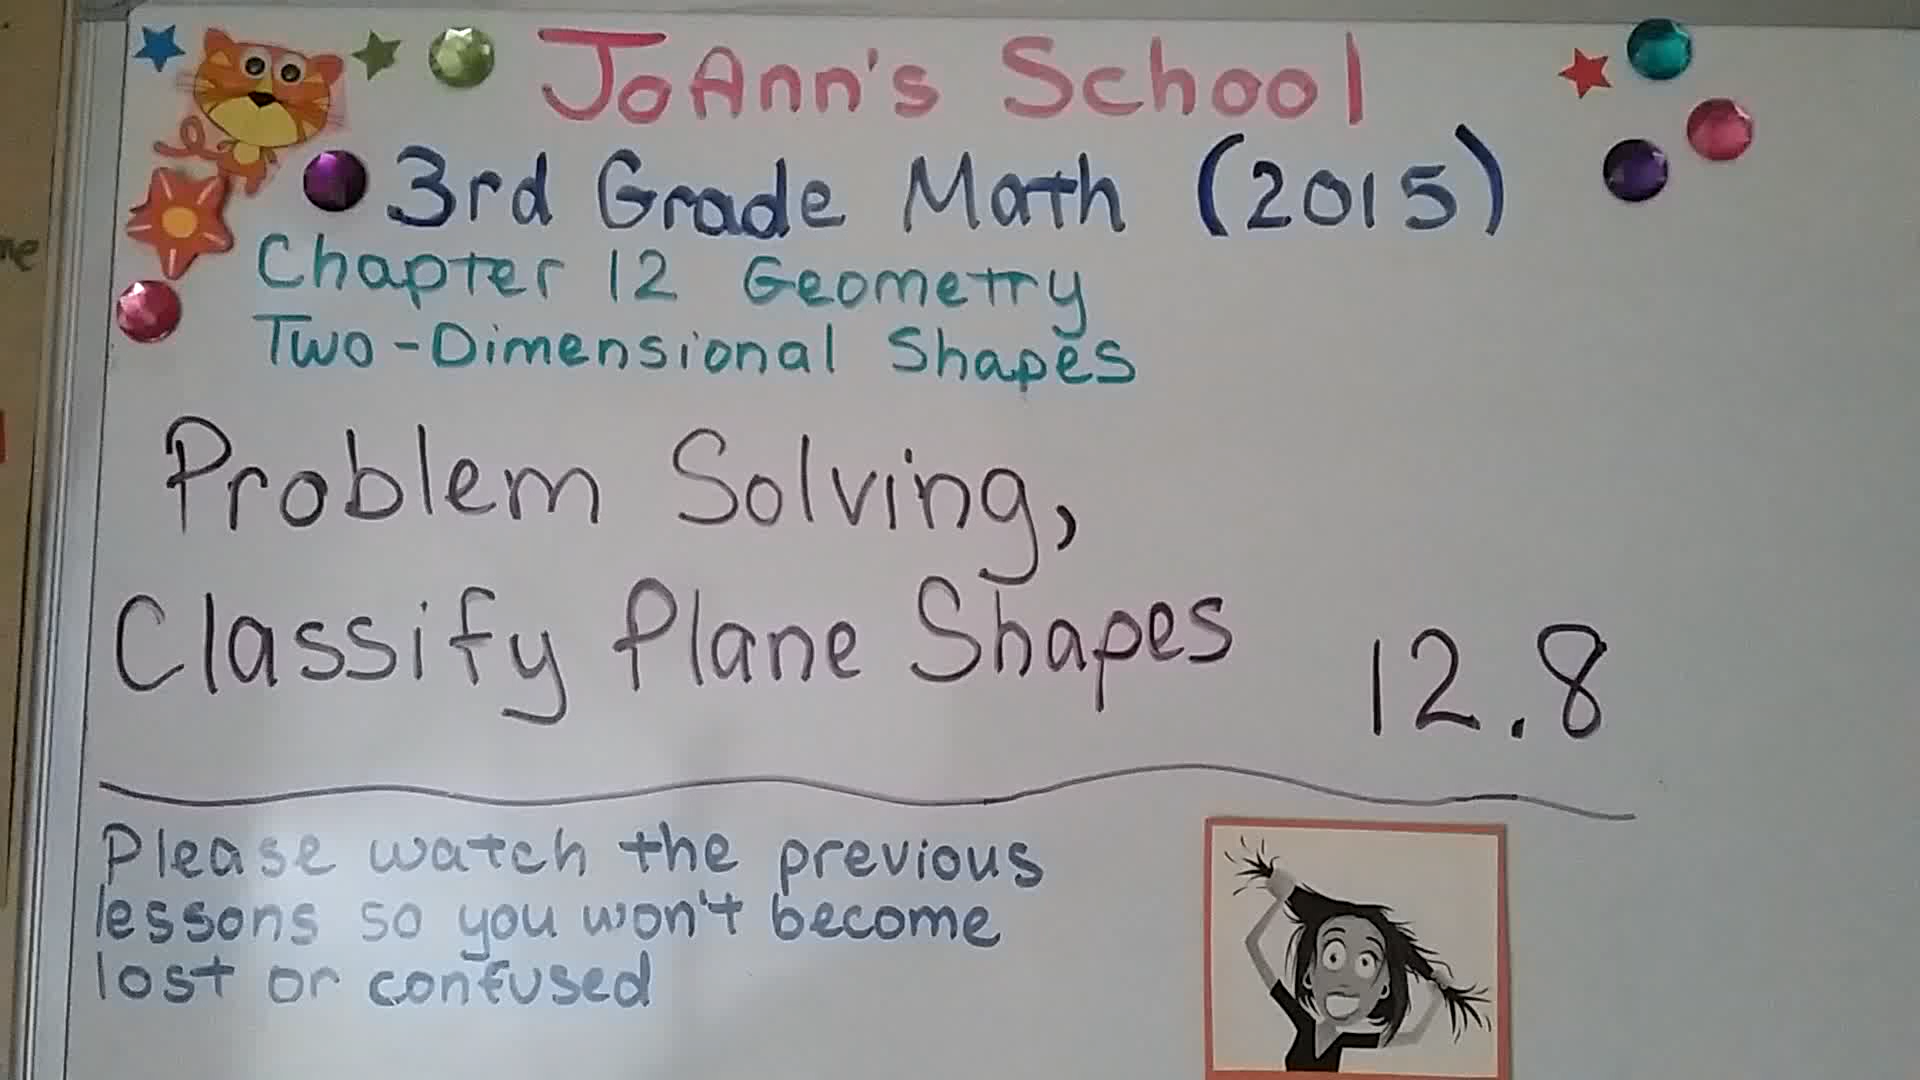 JoAnn's School
3rd Grade Math (2015)
Chapter 12 Geometry
Two-Dimensional Shapes
Problem Solving,
Classify Plane Shapes 12.8
Please watch the previous
lessons so you won't become
lost or confused